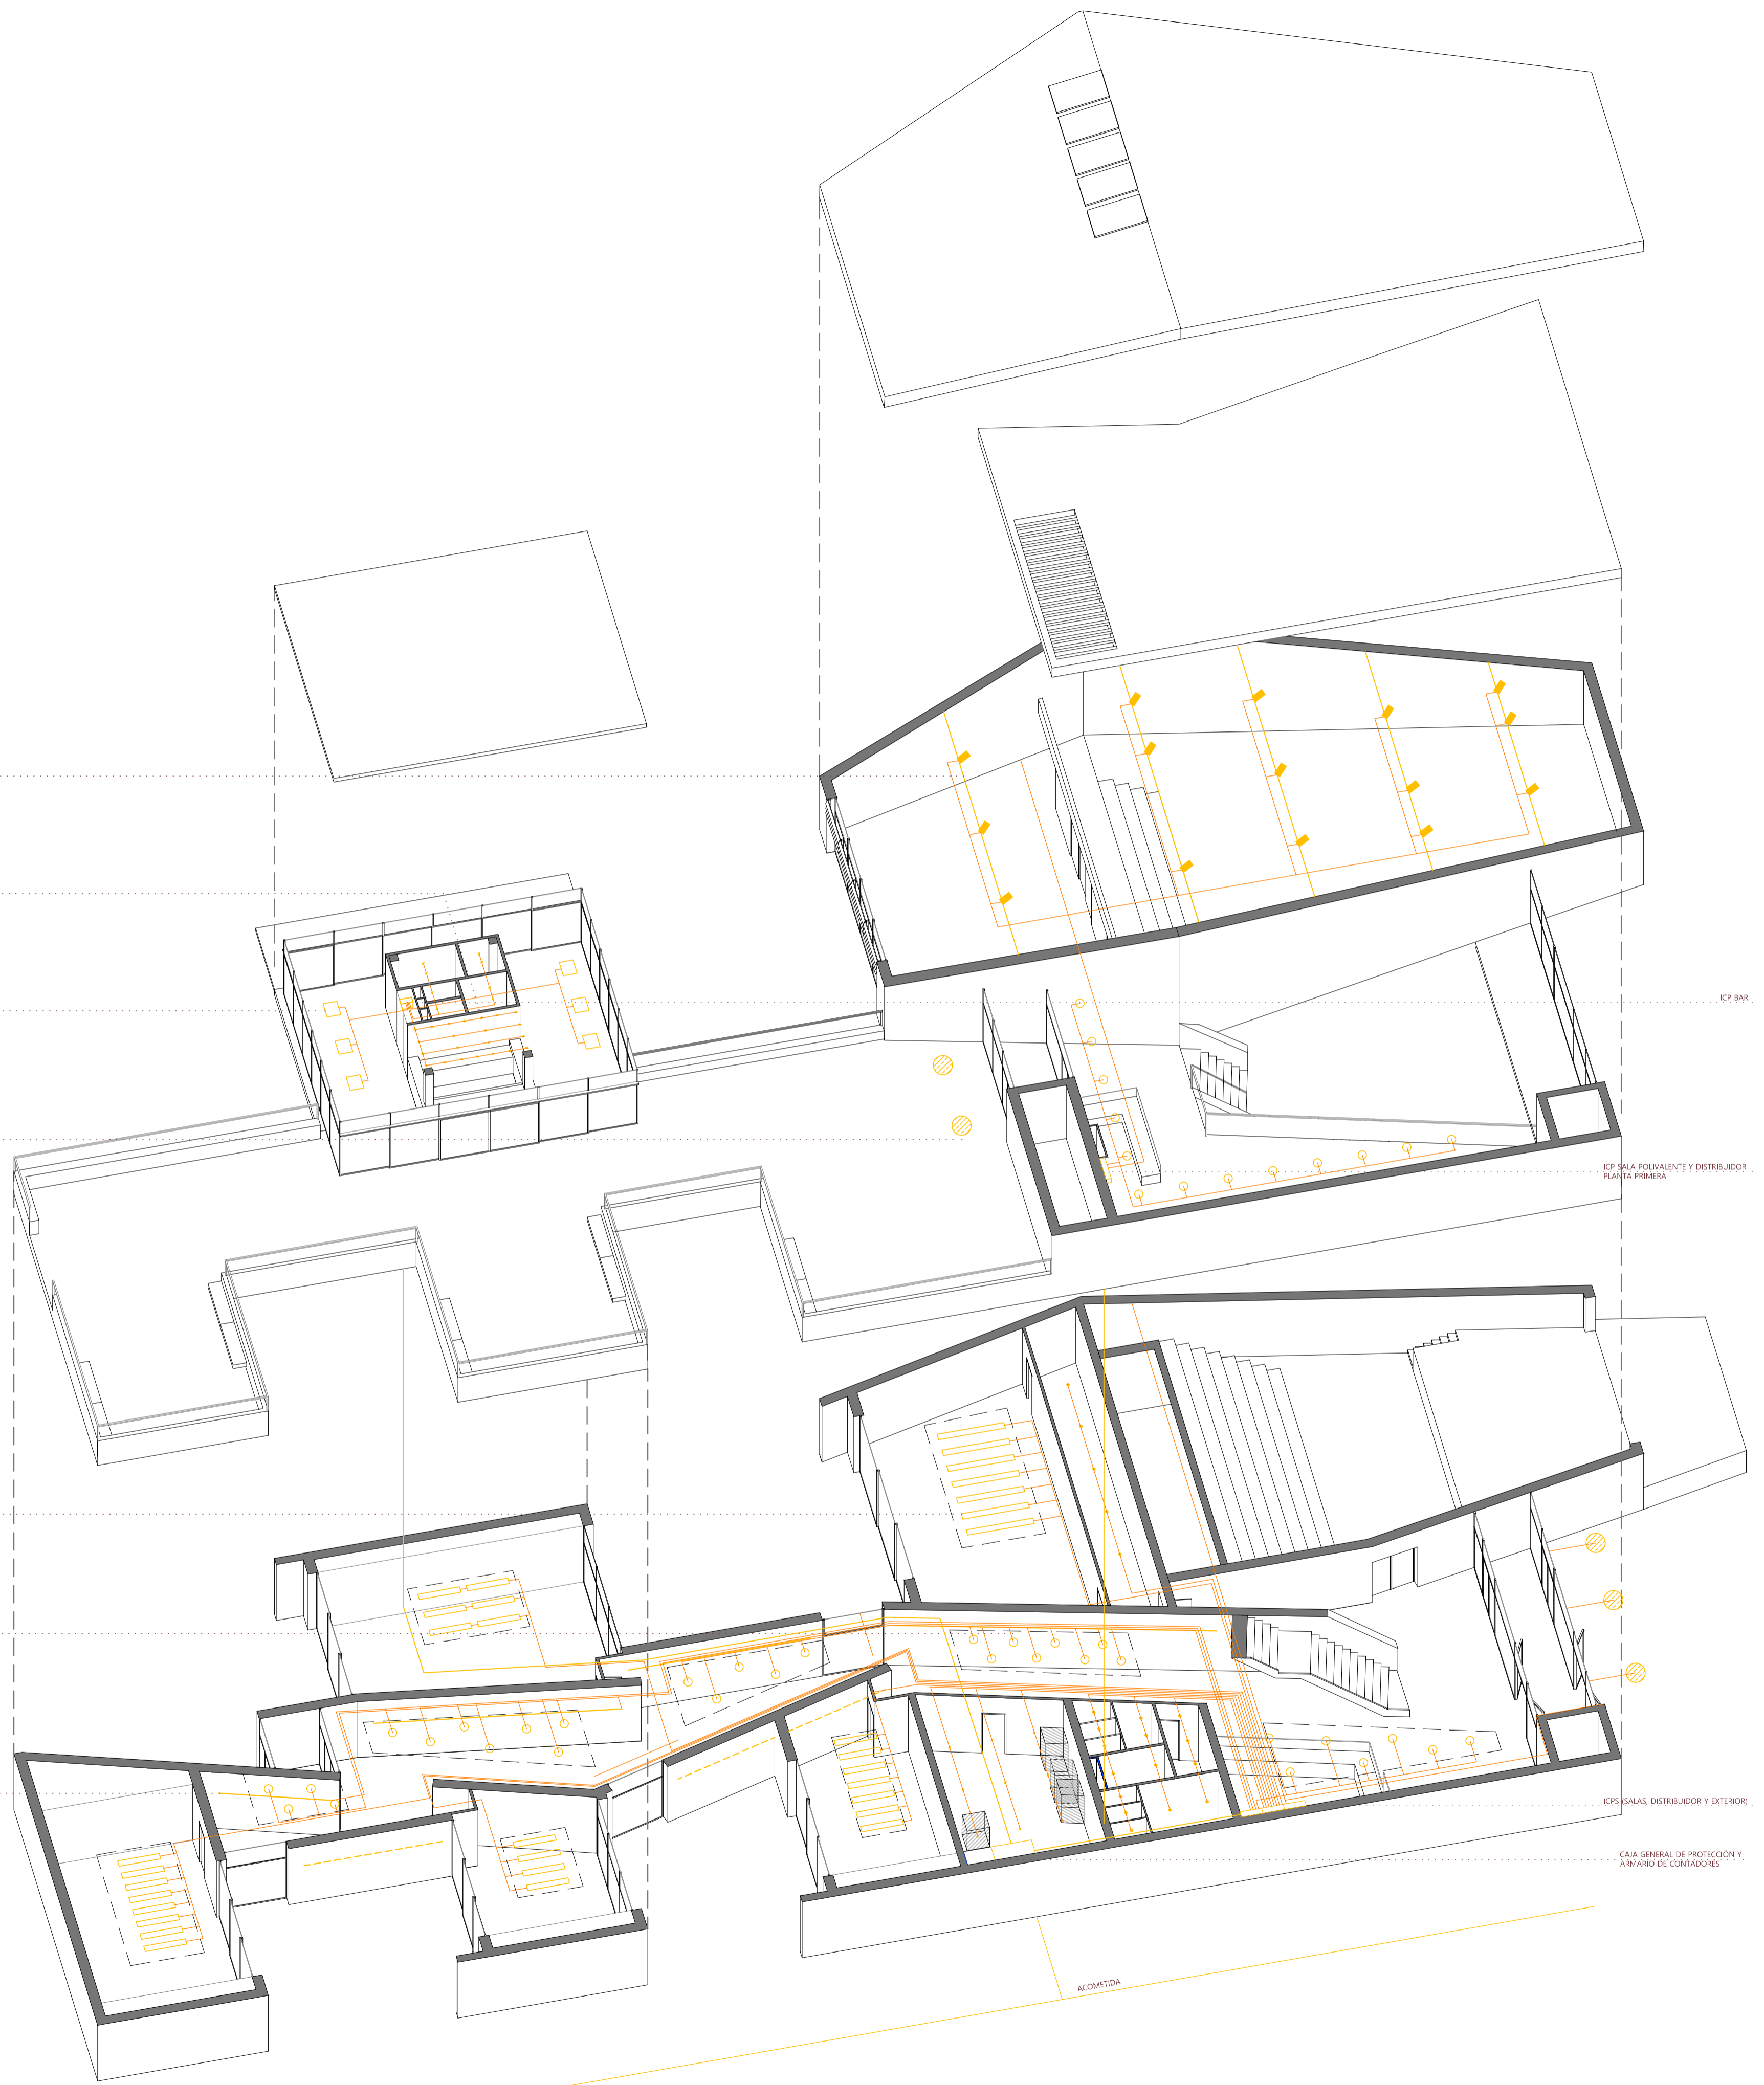 ICP BAR
ICP SALA POLIVALENTE Y DISTRIBUIDOR
PLANTA PRIMERA
ICPS (SALAS, DISTRIBUIDOR Y EXTERIOR)
CAJA GENERAL DE PROTECCIÓN Y
ARMARIO DE CONTADORES
ACOMETIDA